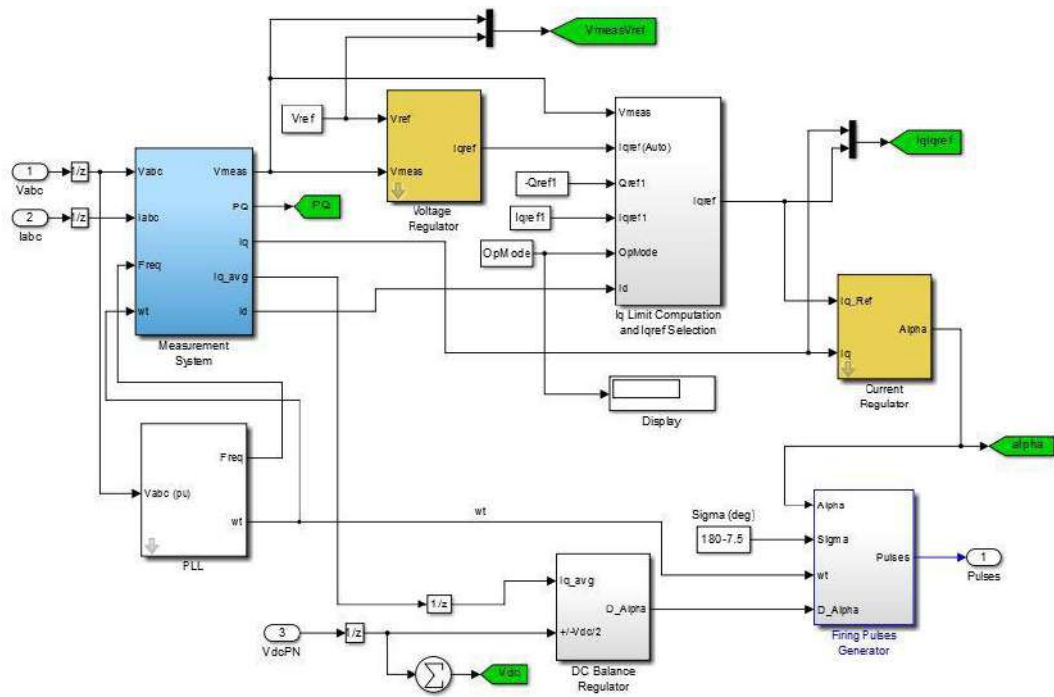 VmeasVref
Vref
Vref
Vmeas
Iqref
Voltage
Regulator
Vmeas
Iqref(Auto)
Qref1
Iqref1
OpMode
Id
Iqref
Iq Limit Computation
and Iqref Selection
-Qref1
Iqref1
OpMode
IqIqref
1
Vabc
2
Iabc
1/z
1/z
Vabc
Iabc
Freq
wt
Vmeas
PQ
Iq
Iq_avg
Id
Measurement
System
PQ
Iq_Ref
Iq
Alpha
Current
Regulator
Display
alpha
Vabc (pu)
Freq
wt
PLL
wt
Sigma (deg)
180-7.5
Alpha
Sigma
wt
D_Alpha
Pulses
Firing Pulses
Generator
1
Pulses
1/z
3
VdcPN
1/z
Iq_avg
+/-Vdc/2
D_Alpha
DC Balance
Regulator
Σ
Vdc